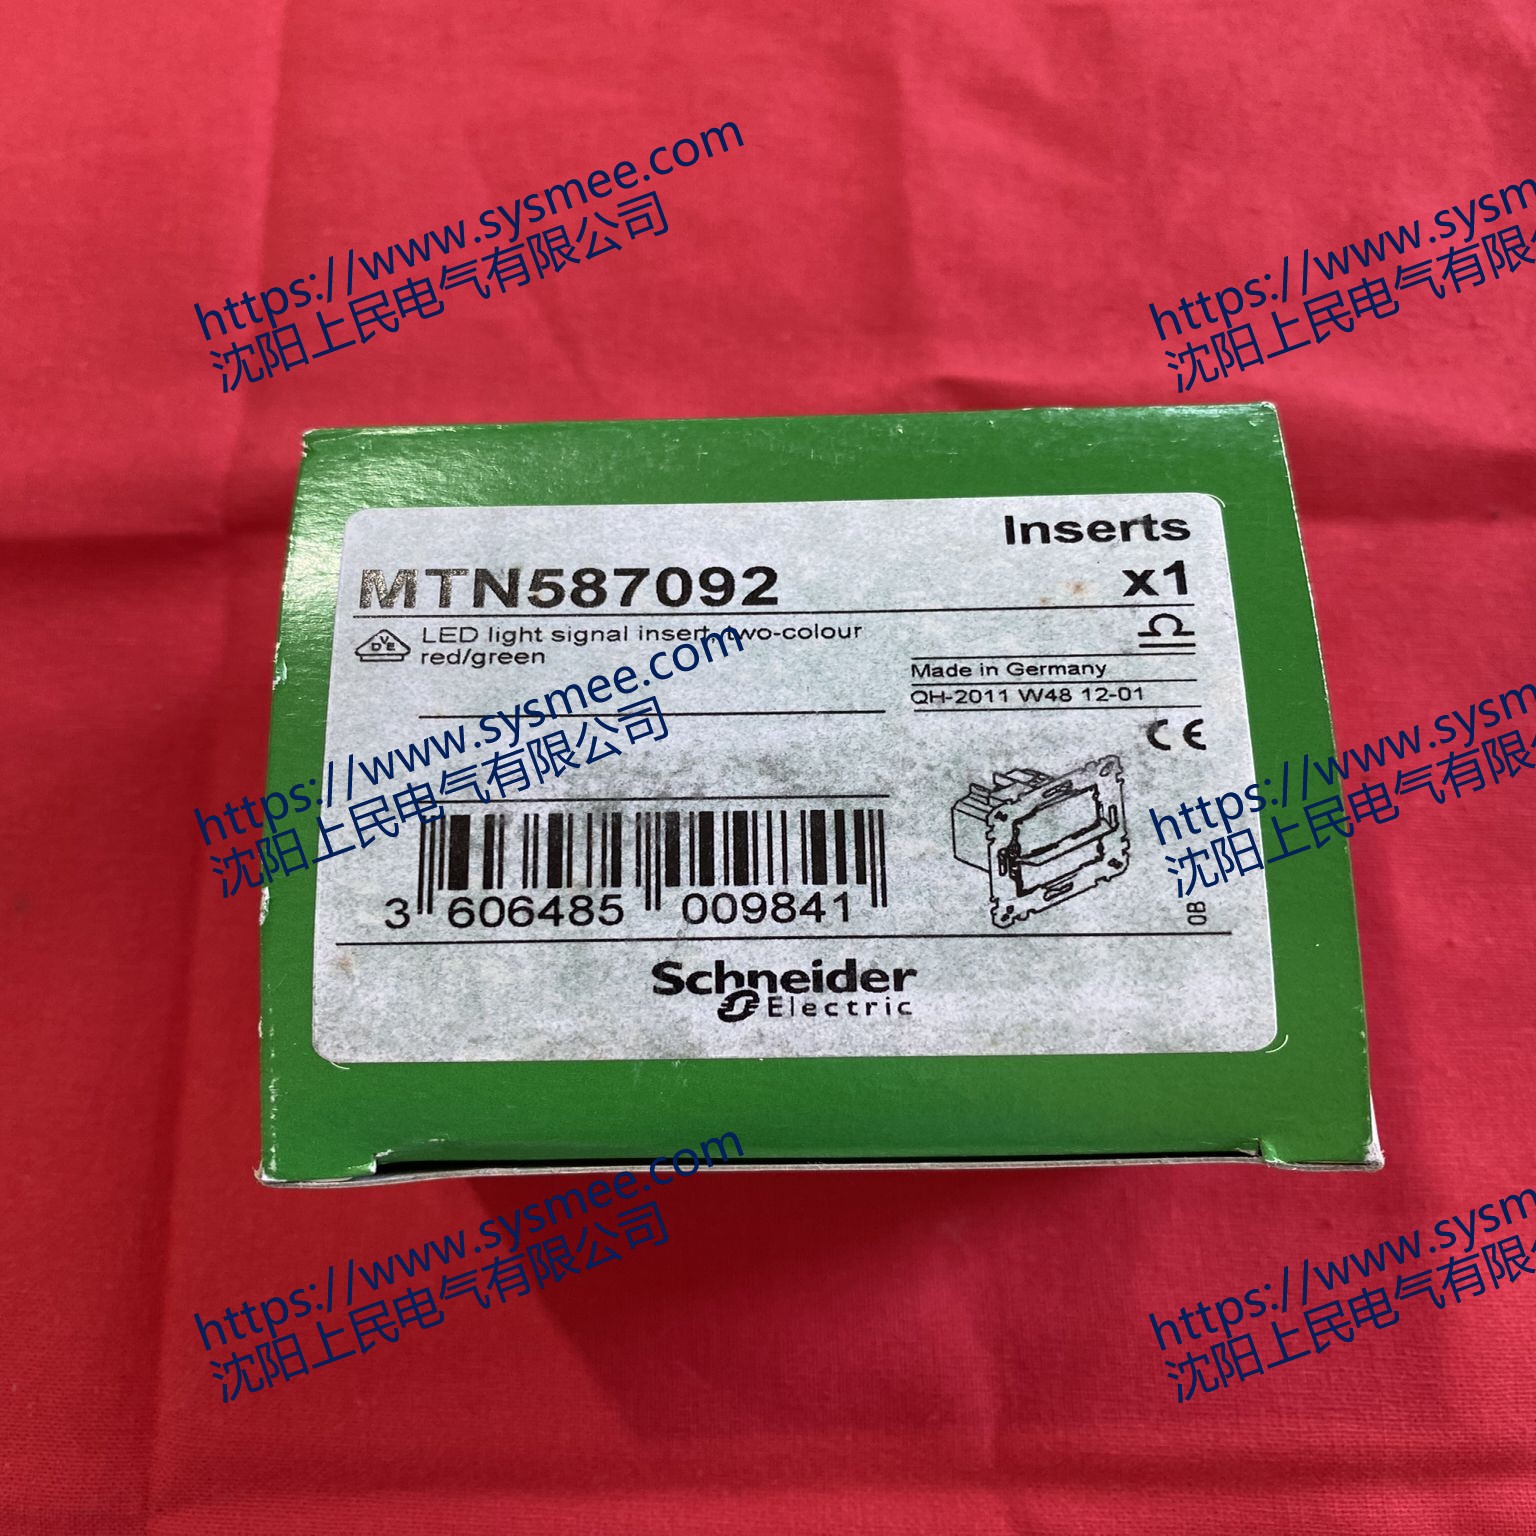 https://www.sysmee.com
沈阳上民电气有限公司
https://www.sysm
沈阳上民电气有限
Inserts
MTN587092
x1
VDE
LED light signal insert, two-colour
red/green
Made in Germany
QH-2011 W48 12-01
CE
https://www.sysmee.com
沈阳上民电气有限公司
https://www.sysm
沈阳上民电气有限
3 606485 009841
0B
Schneider
Electric
https://www.sysmee.com
沈阳上民电气有限公司
https://www.sysm
沈阳上民电气有限